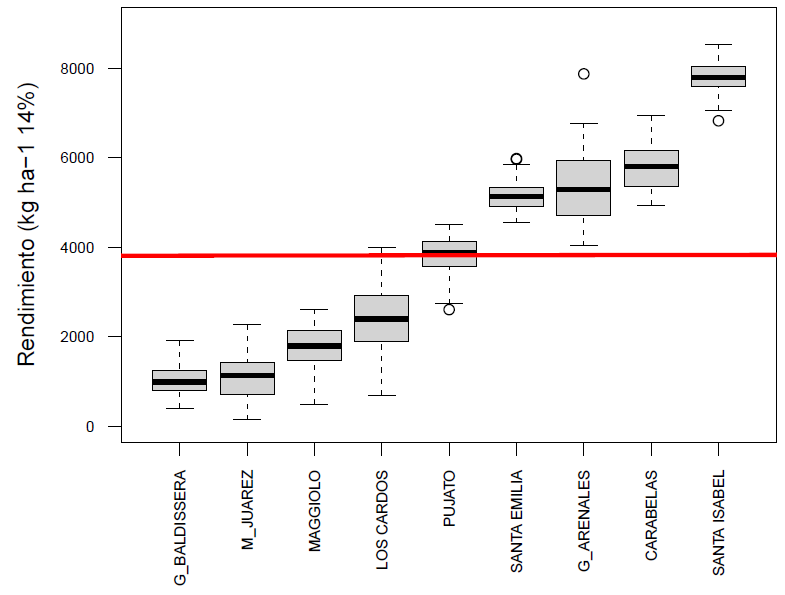 Rendimiento (kg ha−1 14%)
8000
6000
4000
2000
0
G_BALDISSERA
M_JUAREZ
MAGGIOLO
LOS CARDOS
PUJATO
SANTA EMILIA
G_ARENALES
CARABELAS
SANTA ISABEL